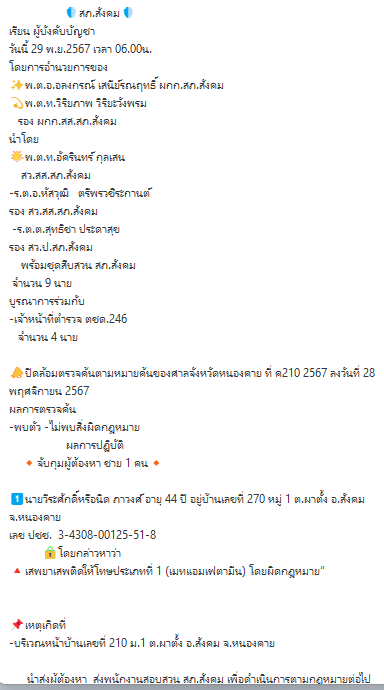 🛡️ สภ.สังคม 🛡️
เรียน ผู้บังคับบัญชา
วันนี้ 29 พ.ย.2567 เวลา 06.00น.
โดยการอำนวยการของ
✨พ.ต.อ.อลงกรณ์ เสนีย์รณฤทธิ์ ผกก.สภ.สังคม
💫พ.ต.ท.วิริยภาพ วิริยะวังพรม
รอง ผกก.สส.สภ.สังคม
นำโดย
🌟พ.ต.ท.อัครินทร์ กุลเสน
สว.สส.สภ.สังคม
-ร.ต.อ.หัสวุฒิ ตรีพรวชิระกานต์
รอง สว.สส.สภ.สังคม
-ร.ต.ต.สุทธิชา ประดาสุข
รอง สว.ป.สภ.สังคม
พร้อมชุดสืบสวน สภ.สังคม
จำนวน 9 นาย
บูรณาการร่วมกับ
-เจ้าหน้าที่ตำรวจ ตชด.246
จำนวน 4 นาย
📣ปิดล้อมตรวจค้นตามหมายค้นของศาลจังหวัดหนองคาย ที่ ค210 2567 ลงวันที่ 28
พฤศจิกายน 2567
ผลการตรวจค้น
-พบตัว -ไม่พบสิ่งผิดกฎหมาย
ผลการปฏิบัติ
🔸จับกุมผู้ต้องหา ชาย 1 คน 🔸
1️⃣นายวีระศักดิ์หรือนิด ภาวงศ์ อายุ 44 ปี อยู่บ้านเลขที่ 270 หมู่ 1 ต.ผาตั้ง อ.สังคม
จ.หนองคาย
เลข ปชช. 3-4308-00125-51-8
🔒โดยกล่าวหาว่า
🔺เสพยาเสพติดให้โทษประเภทที่ 1 (เมทแอมเฟตามีน) โดยผิดกฎหมาย”
📌เหตุเกิดที่
-บริเวณหน้าบ้านเลขที่ 210 ม.1 ต.ผาตั้ง อ.สังคม จ.หนองคาย
นำส่งผู้ต้องหา ส่งพนักงานสอบสวน สภ.สังคม เพื่อดำเนินการตามกฎหมายต่อไป